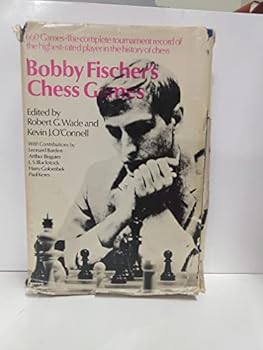 660 Games-The complete tournament record of
the highest-rated player in the history of chess
Bobby Fischer's
Chess Games
Edited by
Robert G. Wade and
Kevin J. O'Connell
With Contributions by
Leonard Barden
Arthur Bisguier
L. S. Blackstock
Harry Golombek
Paul Keres